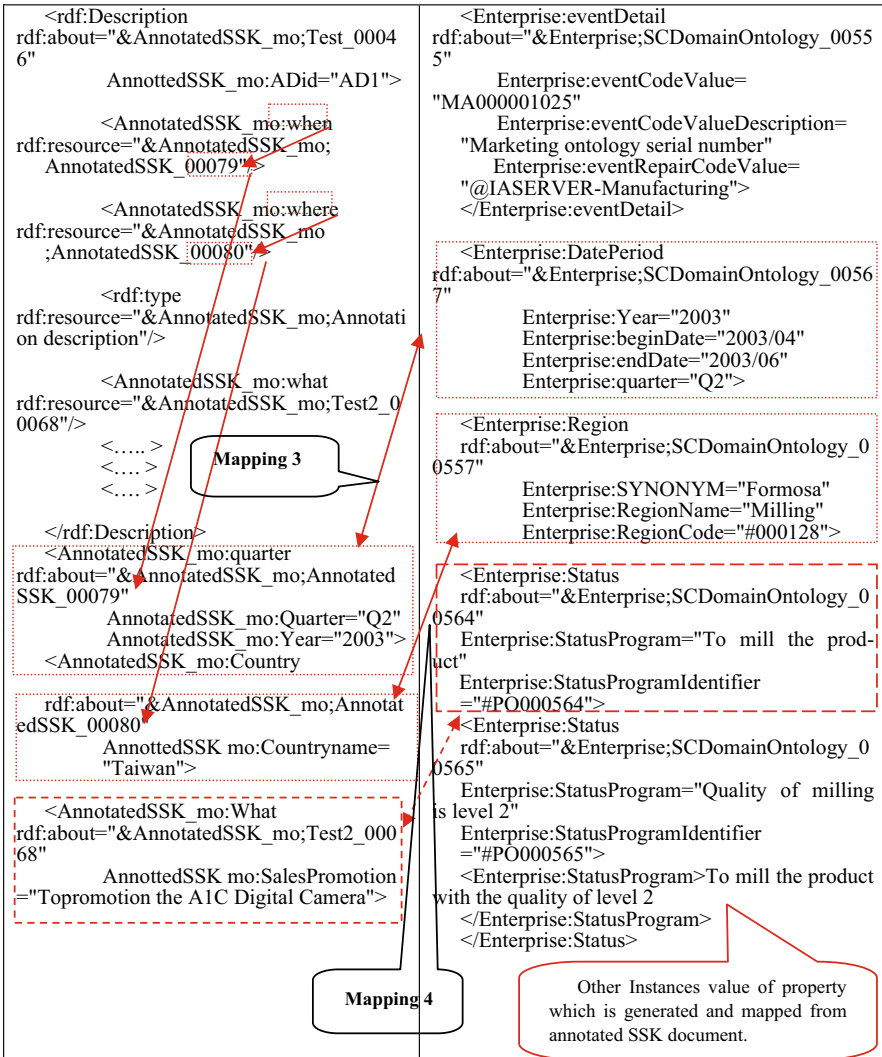 <rdf:Description
rdf:about="&AnnotatedSSK_mo;Test_0004
6"
AnnottedSSK_mo:ADid="AD1">
<AnnotatedSSK_mo:when
rdf:resource="&AnnotatedSSK_mo;
AnnotatedSSK_00079"/>
<AnnotatedSSK_mo:where
rdf:resource="&AnnotatedSSK_mo
;AnnotatedSSK_00080"/>
<rdf:type
rdf:resource="&AnnotatedSSK_mo;Annotati
on description"/>
<AnnotatedSSK_mo:what
rdf:resource="&AnnotatedSSK_mo;Test2_0
0068"/>
<….. >
<…. >
<…. >
Mapping 3
</rdf:Description>
<AnnotatedSSK_mo:quarter
rdf:about="&AnnotatedSSK_mo;Annotated
SSK_00079"
AnnotatedSSK_mo:Quarter="Q2"
AnnotatedSSK_mo:Year="2003">
<AnnotatedSSK_mo:Country
rdf:about="&AnnotatedSSK_mo;Annotat
edSSK_00080"
AnnottedSSK mo:Countryname=
"Taiwan">
<AnnotatedSSK_mo:What
rdf:about="&AnnotatedSSK_mo;Test2_000
68"
AnnottedSSK mo:SalesPromotion
="Topromotion the A1C Digital Camera">
Mapping 4
<Enterprise:eventDetail
rdf:about="&Enterprise;SCDomainOntology_0055
5"
Enterprise:eventCodeValue=
"MA000001025"
Enterprise:eventCodeValueDescription=
"Marketing ontology serial number"
Enterprise:eventRepairCodeValue=
"@IASERVER-Manufacturing">
</Enterprise:eventDetail>
<Enterprise:DatePeriod
rdf:about="&Enterprise;SCDomainOntology_0056
7"
Enterprise:Year="2003"
Enterprise:beginDate="2003/04"
Enterprise:endDate="2003/06"
Enterprise:quarter="Q2">
<Enterprise:Region
rdf:about="&Enterprise;SCDomainOntology_0
0557"
Enterprise:SYNONYM="Formosa"
Enterprise:RegionName="Milling"
Enterprise:RegionCode="#000128">
<Enterprise:Status
rdf:about="&Enterprise;SCDomainOntology_0
0564"
Enterprise:StatusProgram="To mill the prod-
uct"
Enterprise:StatusProgramIdentifier
="#PO000564">
<Enterprise:Status
rdf:about="&Enterprise;SCDomainOntology_0
0565"
Enterprise:StatusProgram="Quality of milling
is level 2"
Enterprise:StatusProgramIdentifier
="#PO000565">
<Enterprise:StatusProgram>To mill the product
with the quality of level 2
</Enterprise:StatusProgram>
</Enterprise:Status>
Other Instances value of property
which is generated and mapped from
annotated SSK document.